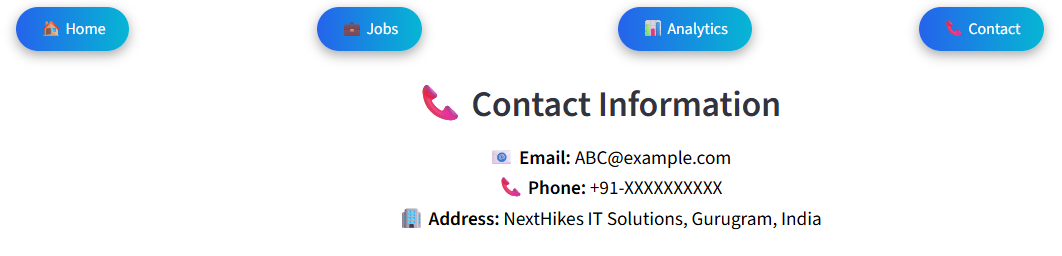 Home
Jobs
Analytics
Contact
Contact Information
Email: ABC@example.com
Phone: +91-XXXXXXXXXX
Address: NextHikes IT Solutions, Gurugram, India